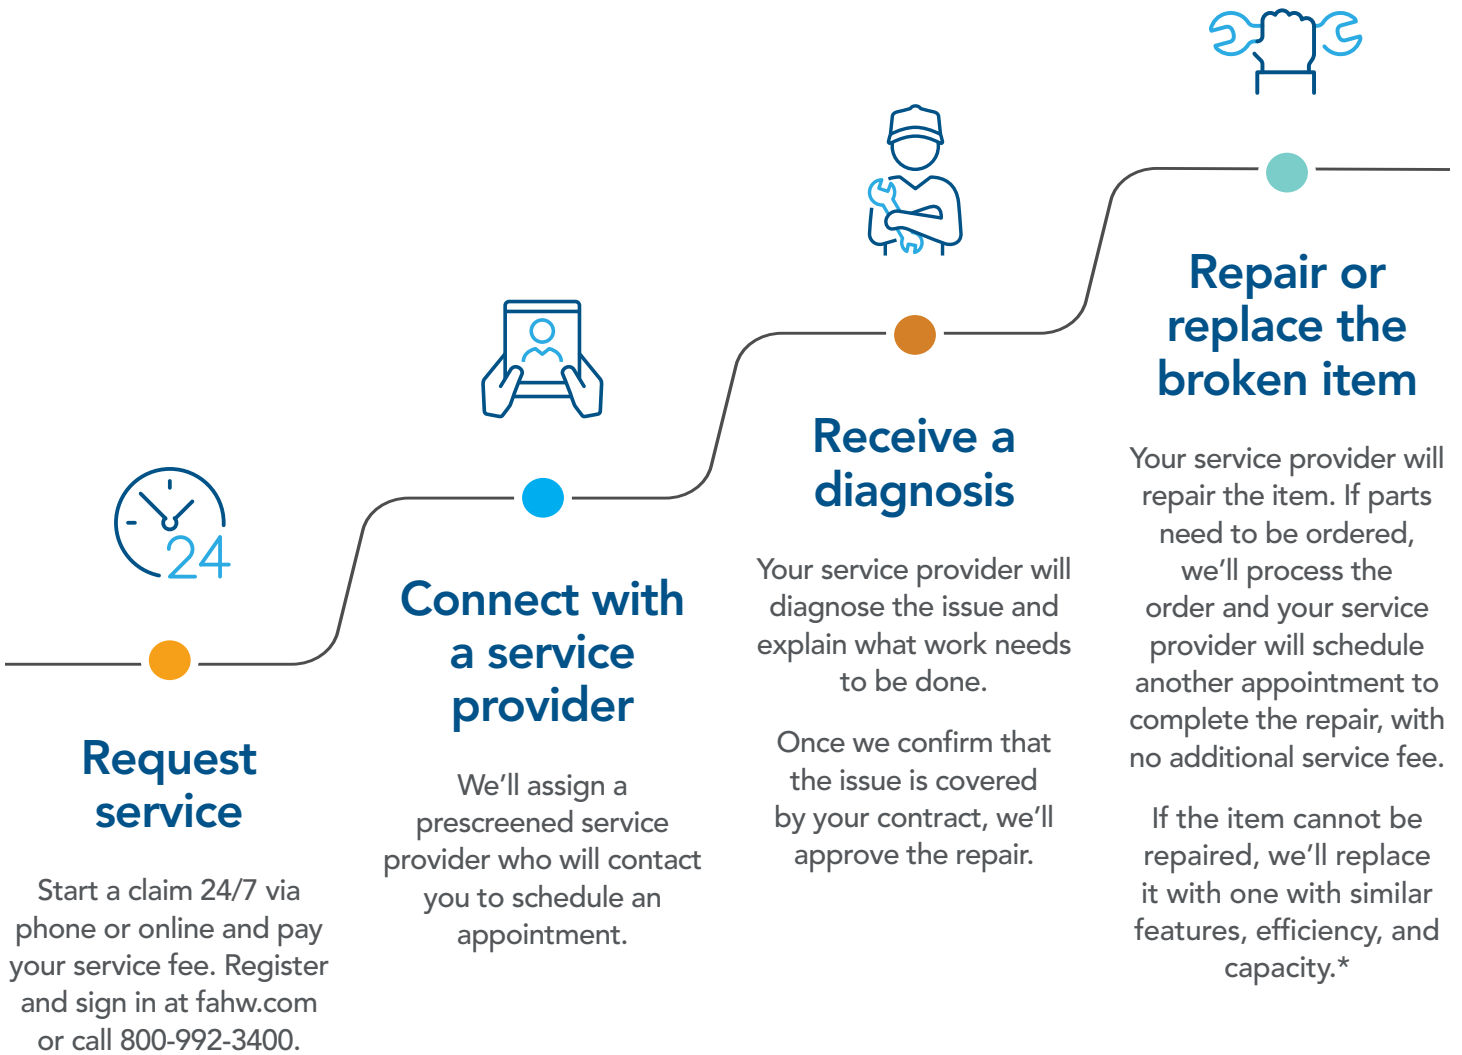 24
Request
service
Start a claim 24/7 via
phone or online and pay
your service fee. Register
and sign in at fahw.com
or call 800-992-3400.
Connect with
a service
provider
We'll assign a
prescreened service
provider who will contact
you to schedule an
appointment.
Receive a
diagnosis
Your service provider will
diagnose the issue and
explain what work needs
to be done.
Once we confirm that
the issue is covered
by your contract, we'll
approve the repair.
Repair or
replace the
broken item
Your service provider will
repair the item. If parts
need to be ordered,
we'll process the
order and your service
provider will schedule
another appointment to
complete the repair, with
no additional service fee.
If the item cannot be
repaired, we'll replace
it with one with similar
features, efficiency, and
capacity.*